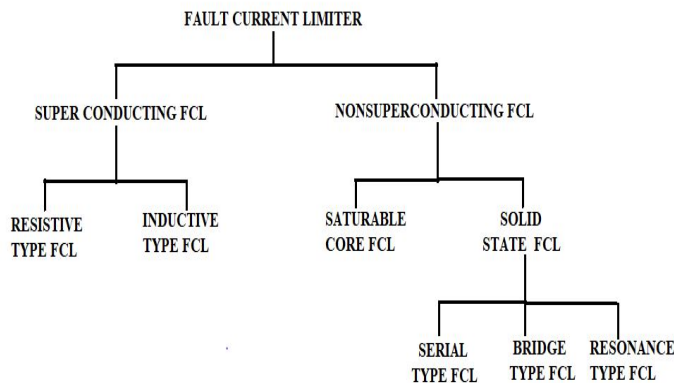 FAULT CURRENT LIMITER
SUPER CONDUCTING FCL
NONSUPERCONDUCTING FCL
RESISTIVE
TYPE FCL
INDUCTIVE
TYPE FCL
SATURABLE
CORE FCL
SOLID
STATE FCL
SERIAL
TYPE FCL
BRIDGE
TYPE FCL
RESONANCE
TYPE FCL